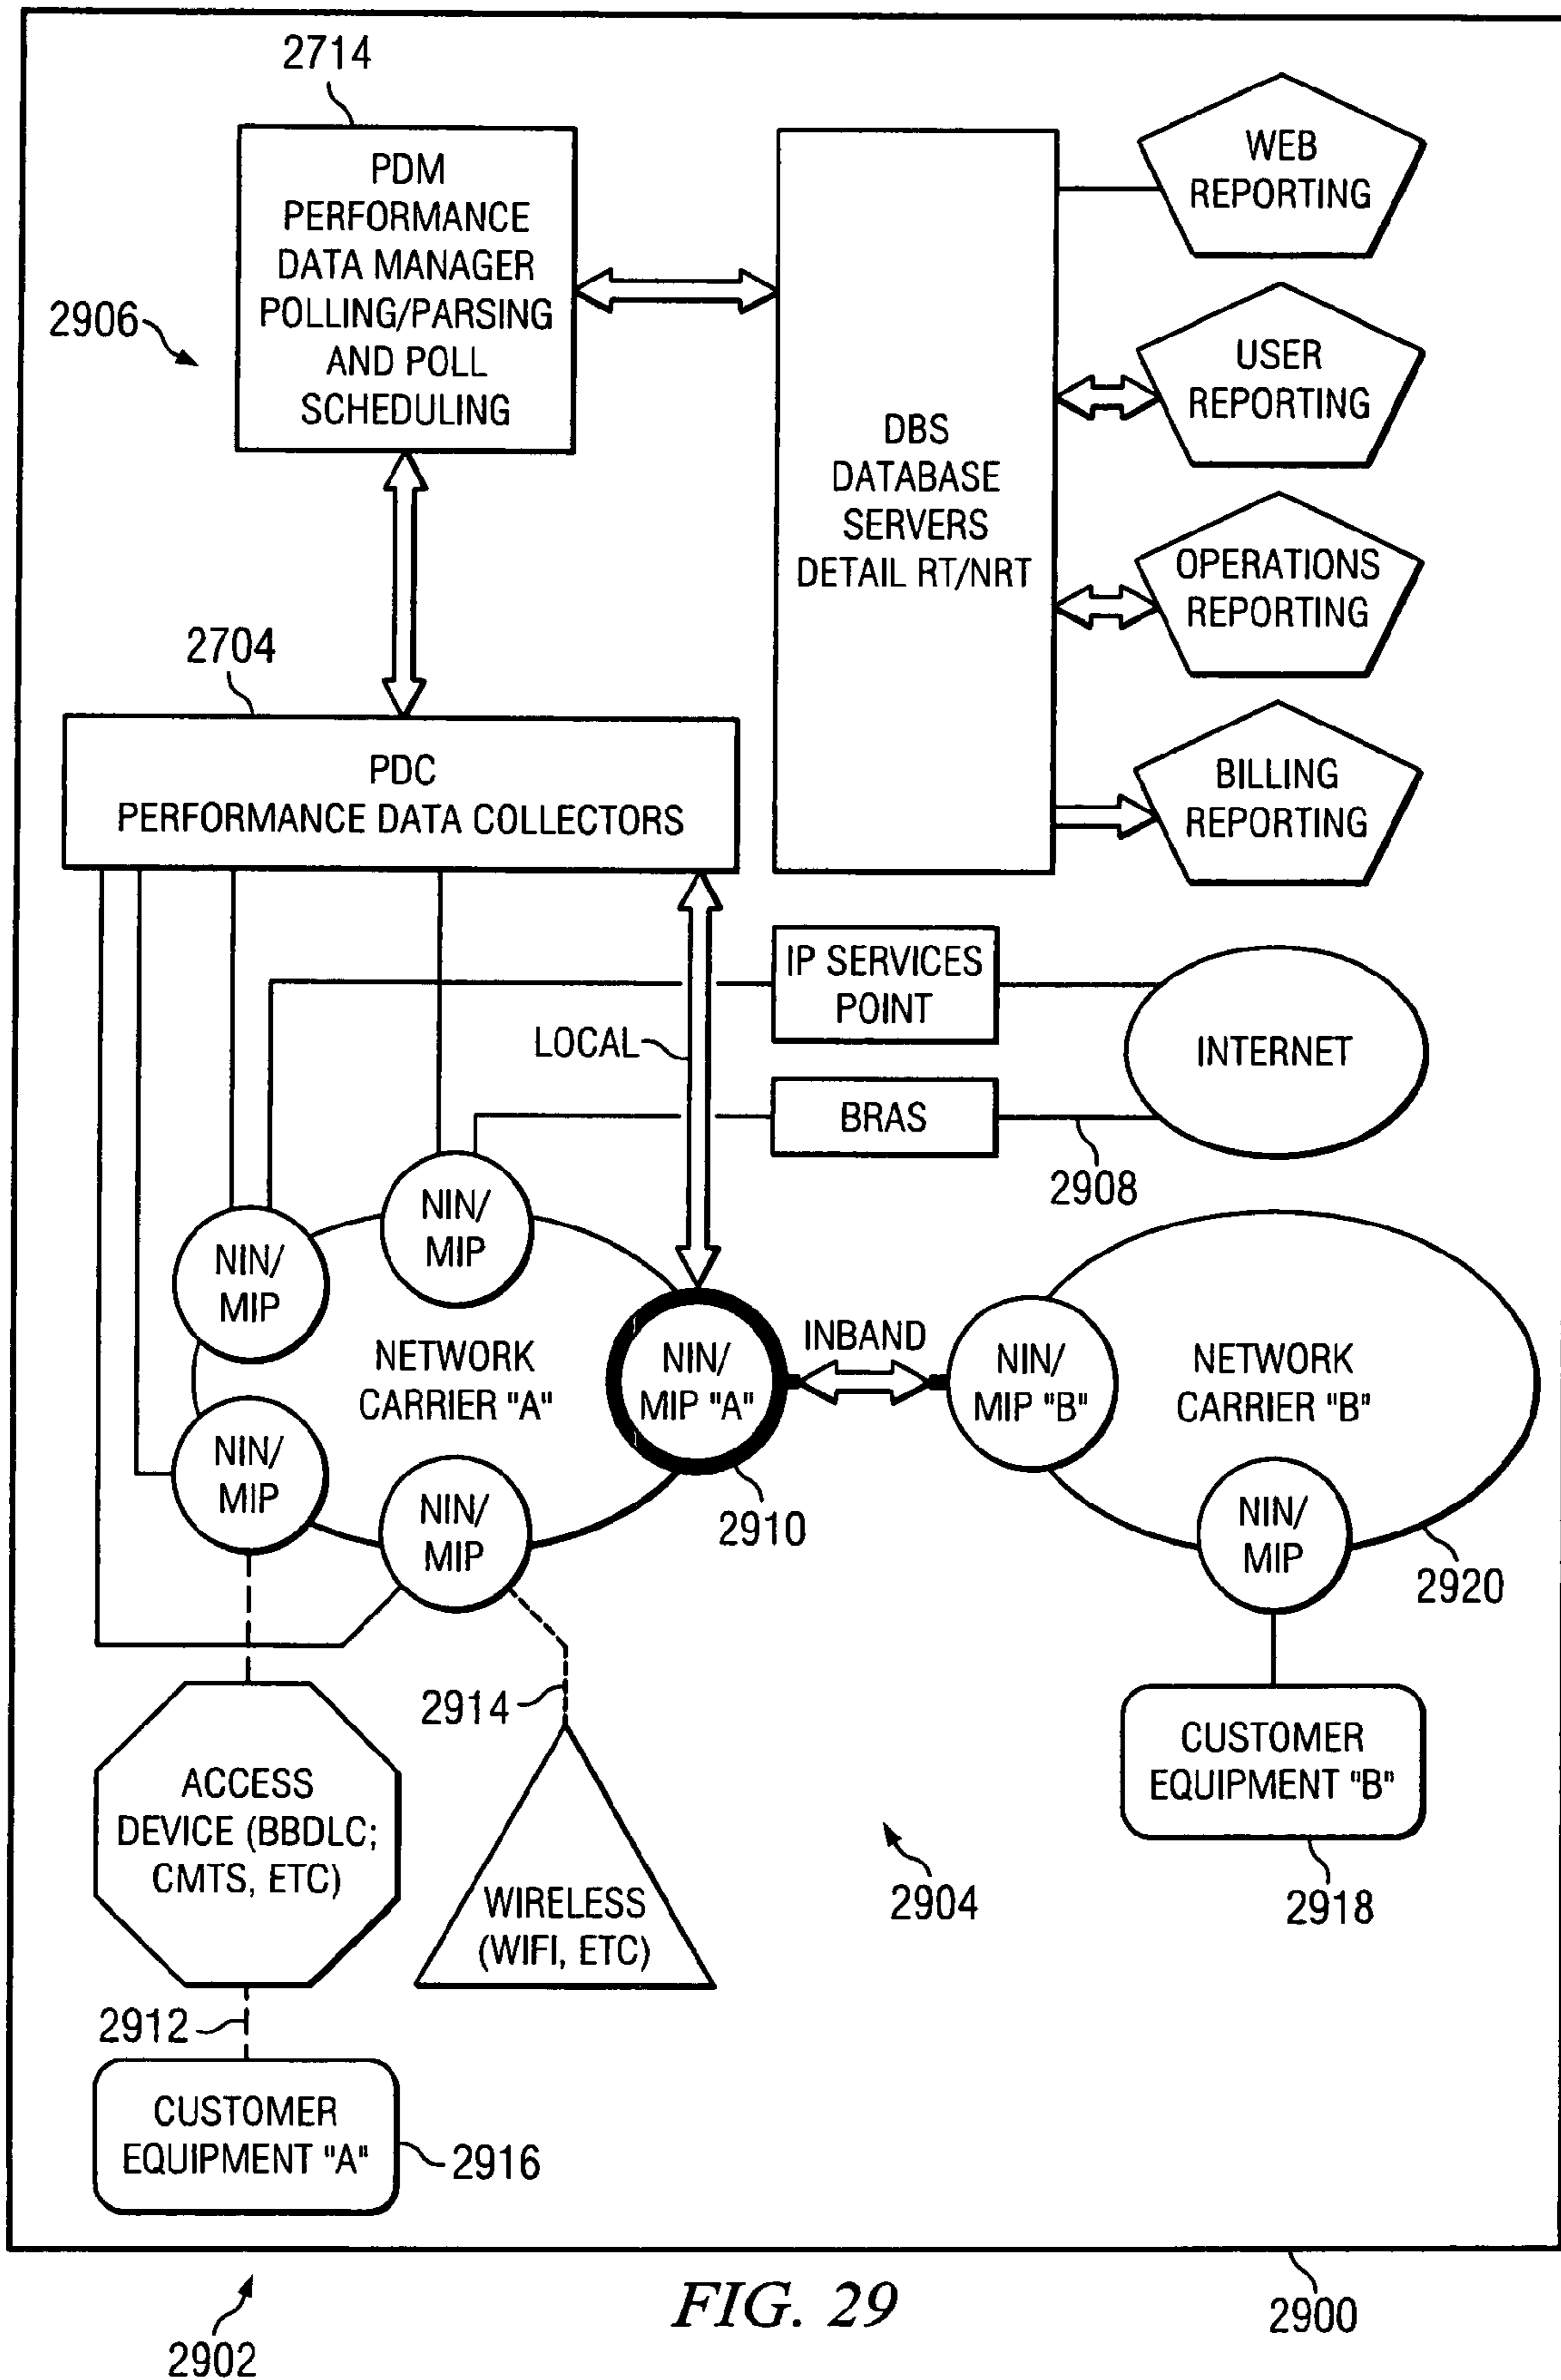 2714
PDM
PERFORMANCE
DATA MANAGER
POLLING/PARSING
AND POLL
SCHEDULING
2906
DBS
DATABASE
SERVERS
DETAIL RT/NRT
WEB
REPORTING
USER
REPORTING
OPERATIONS
REPORTING
BILLING
REPORTING
2704
PDC
PERFORMANCE DATA COLLECTORS
IP SERVICES
POINT
LOCAL
INTERNET
BRAS
2908
NIN/
MIP
NIN/
MIP
NETWORK
CARRIER "A"
NIN/
MIP "A"
INBAND
NIN/
MIP "B"
NETWORK
CARRIER "B"
NIN/
MIP
NIN/
MIP
2910
NIN/
MIP
2920
2914
ACCESS
DEVICE (BBDLC;
CMTS, ETC)
WIRELESS
(WIFI, ETC)
2904
CUSTOMER
EQUIPMENT "B"
2918
2912
CUSTOMER
EQUIPMENT "A"
2916
FIG. 29
2900
2902